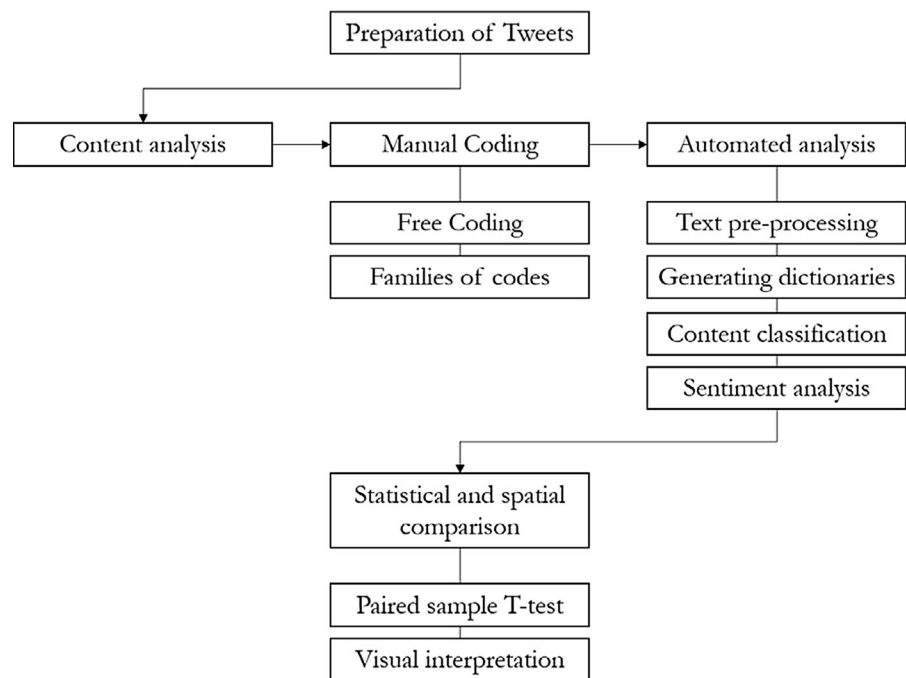 Preparation of Tweets
Content analysis
Manual Coding
Automated analysis
Free Coding
Families of codes
Text pre-processing
Generating dictionaries
Content classification
Sentiment analysis
Statistical and spatial
comparison
Paired sample T-test
Visual interpretation